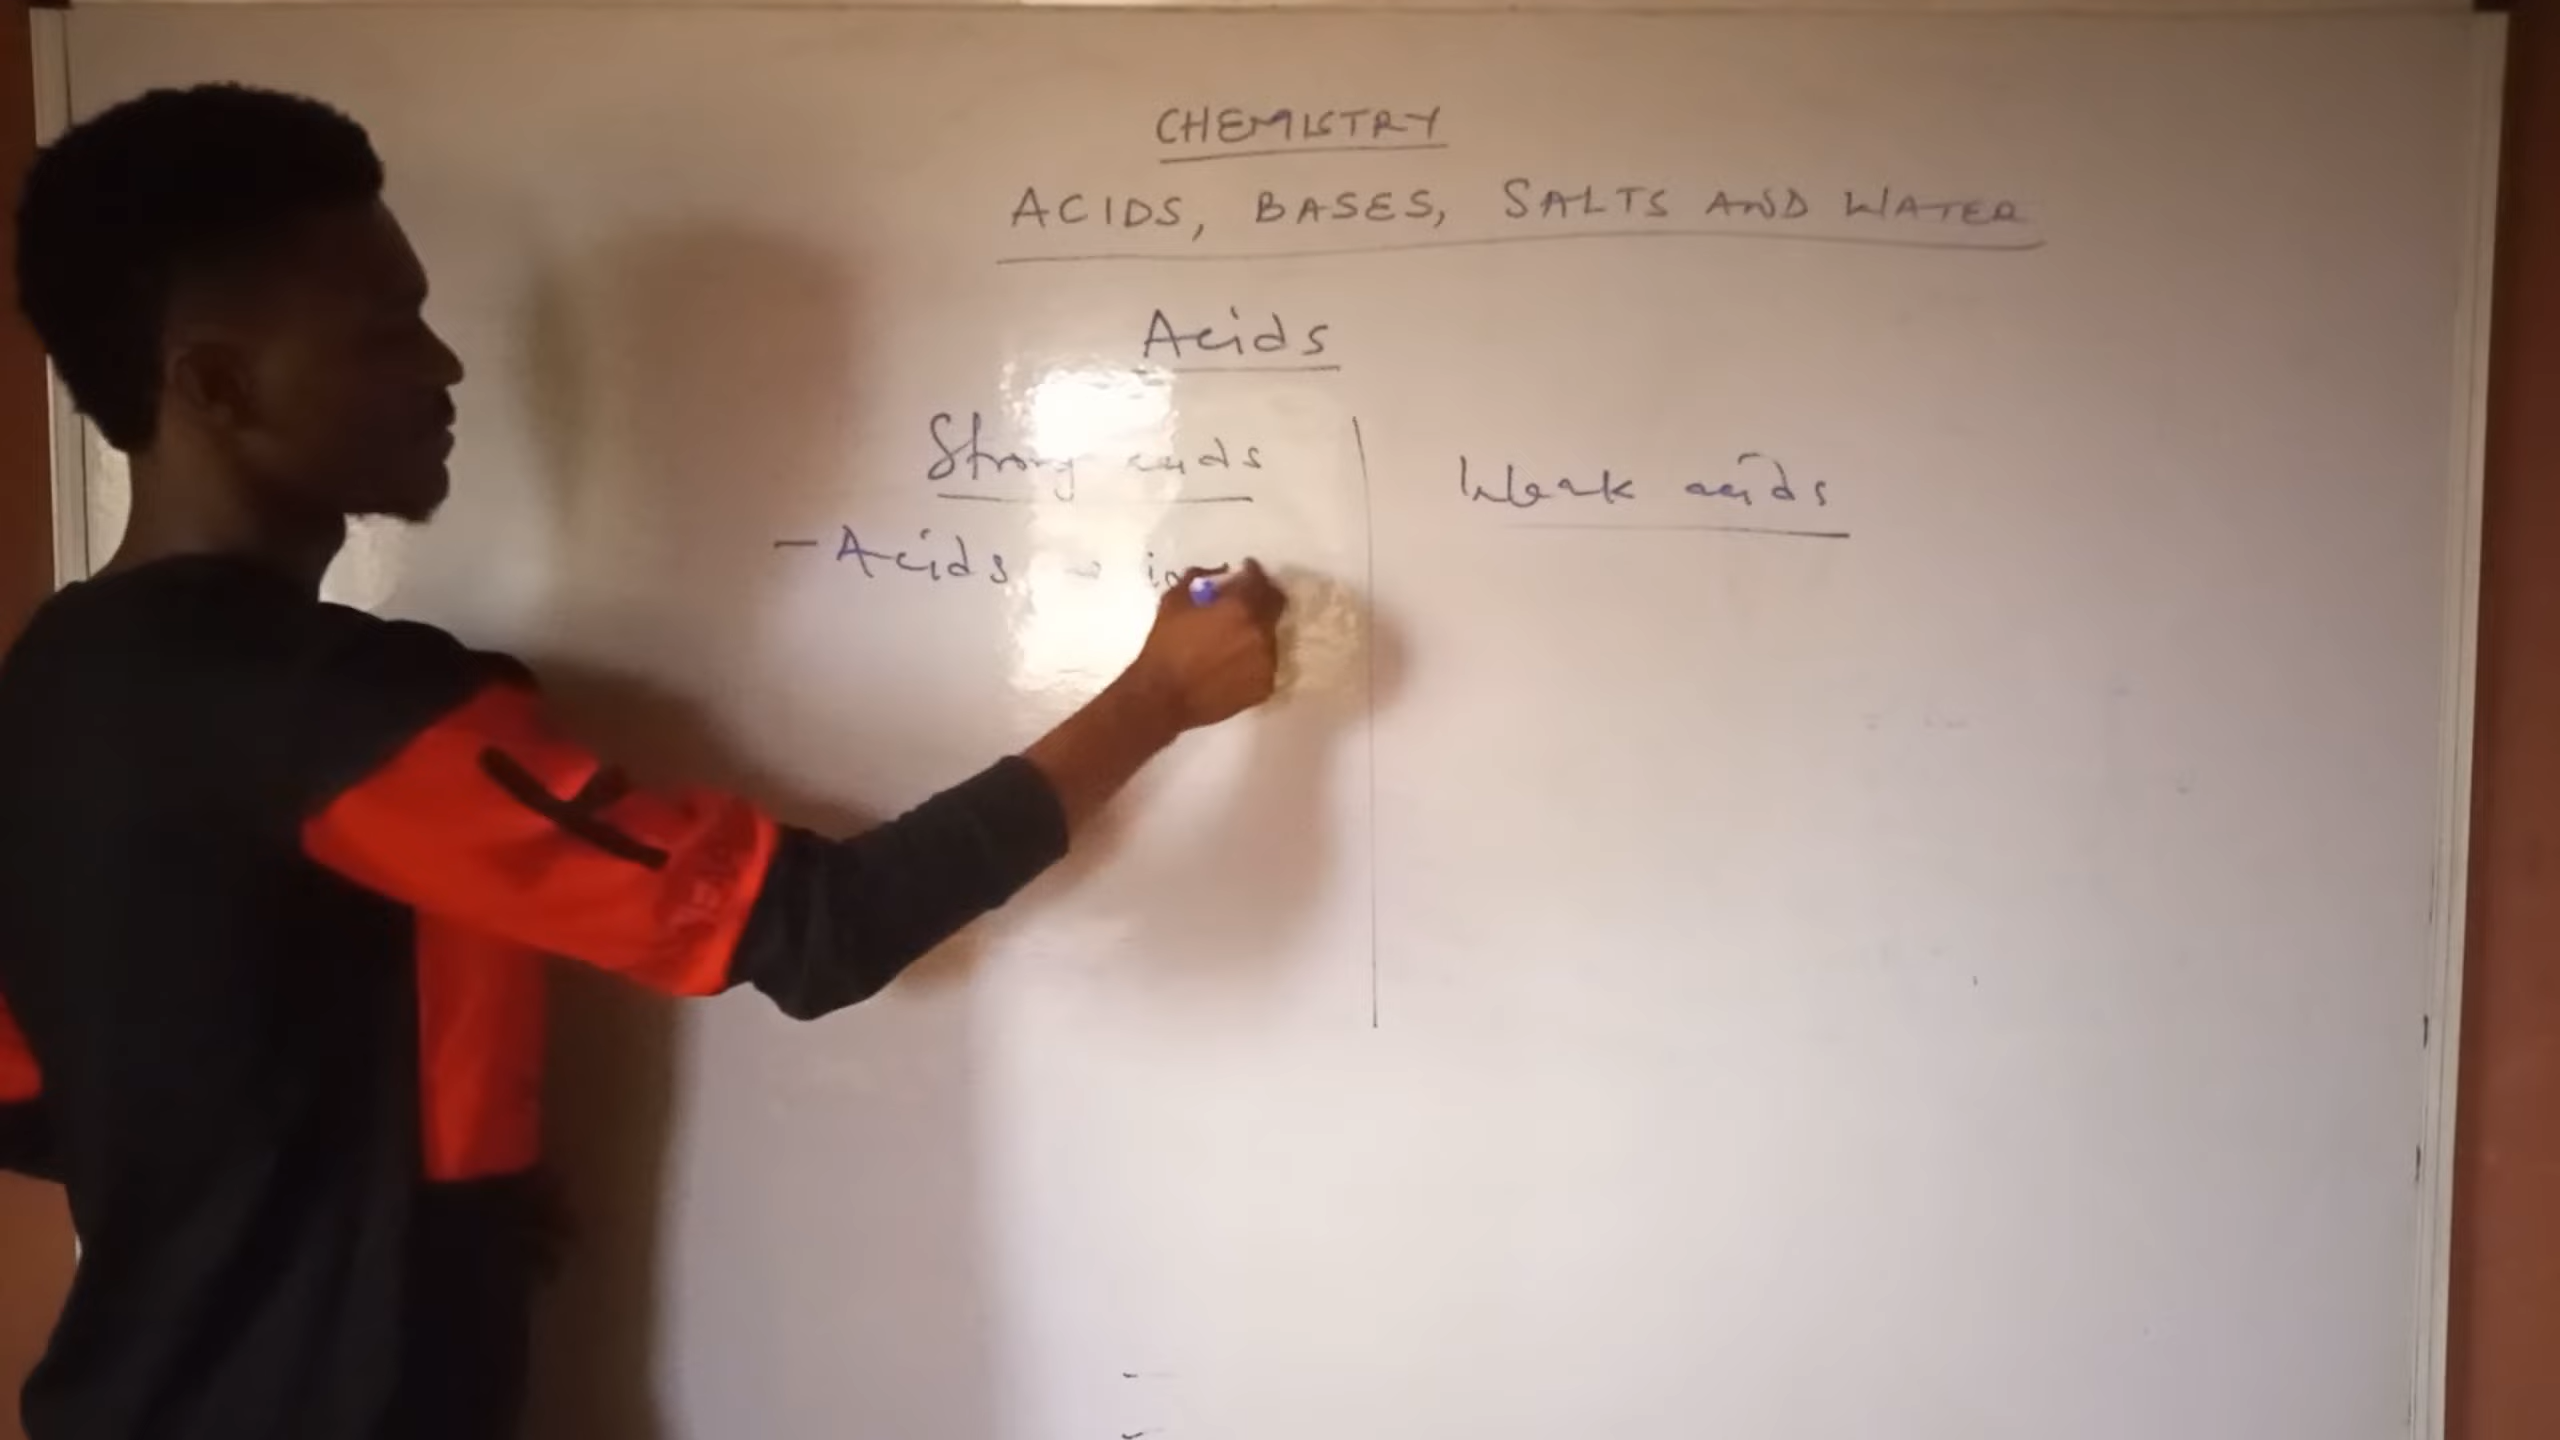 CHEMISTRY
ACIDS, BASES, SALTS AND WATER
Acids
Strong acids
Weak acids
- Acids